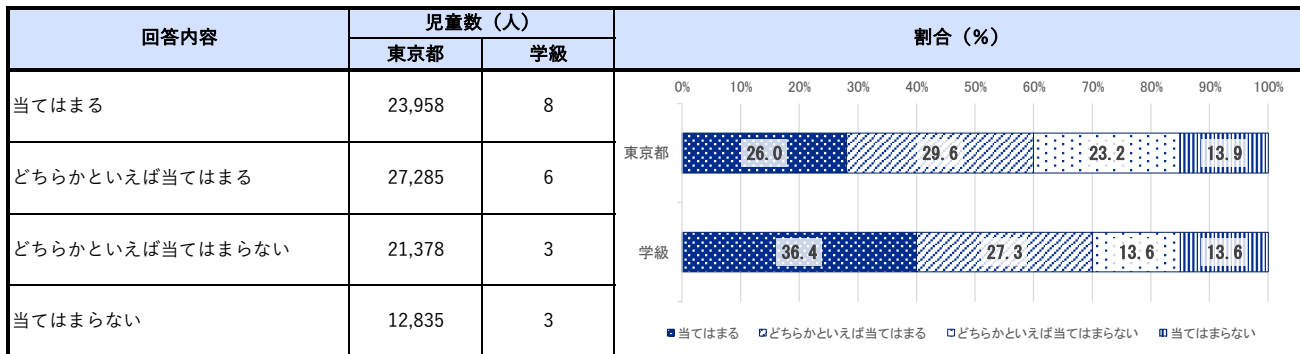 回答内容 児童数（人） 割合（％）
東京都 学級
当てはまる 23,958 8
どちらかといえば当てはまる 27,285 6
どちらかといえば当てはまらない 21,378 3
当てはまらない 12,835 3
0% 10% 20% 30% 40% 50% 60% 70% 80% 90% 100%
東京都 26.0 29.6 23.2 13.9
学級 36.4 27.3 13.6 13.6
当てはまる どちらかといえば当てはまる どちらかといえば当てはまらない 当てはまらない